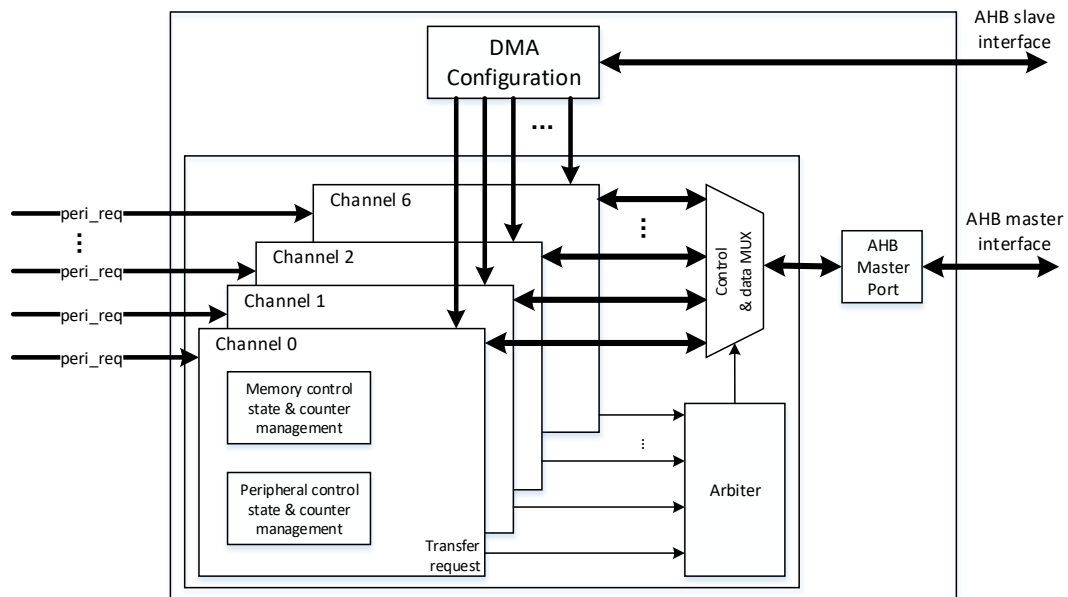 AHB slave
interface
DMA
Configuration
...
Channel 6
peri_req
...
...
AHB master
interface
Channel 2
AHB
Master
Port
Control
& data MUX
peri_req
Channel 1
peri_req
Channel 0
peri_req
Memory control
state & counter
management
...
Peripheral control
state & counter
management
Arbiter
Transfer
request